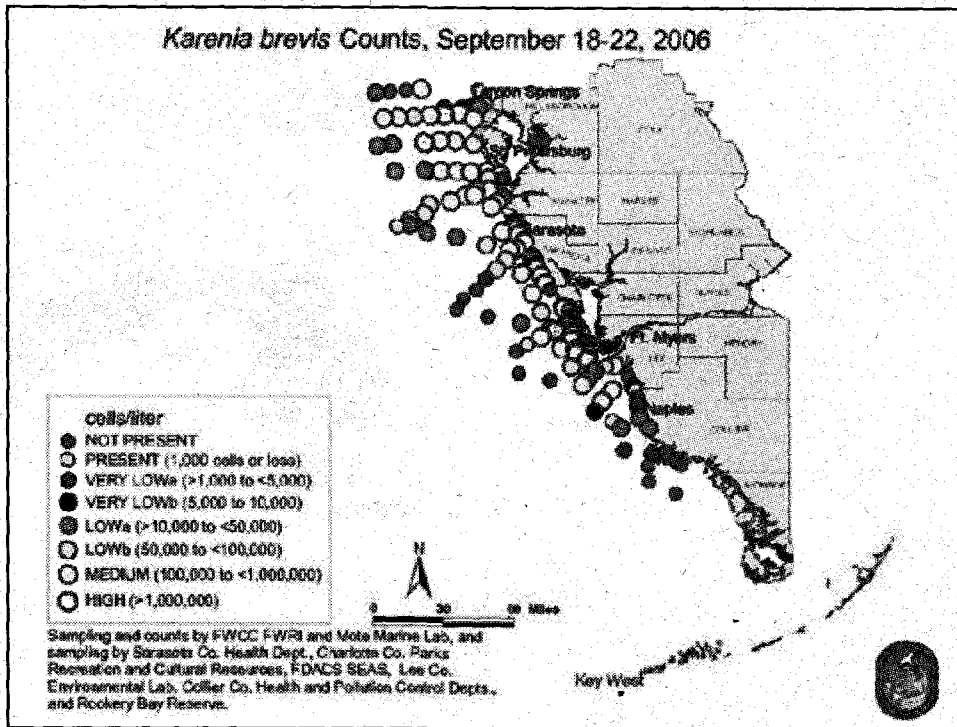 Karenia brevis Counts, September 18-22, 2006
Tarpon Springs
St. Petersburg
Sarasota
Ft. Myers
Naples
cells/liter
NOT PRESENT
PRESENT (1,000 cells or less)
VERY LOWa (>1,000 to <5,000)
VERY LOWb (5,000 to 10,000)
LOWa (>10,000 to <50,000)
LOWb (50,000 to <100,000)
MEDIUM (100,000 to <1,000,000)
HIGH (>1,000,000)
N
0 30 60 Miles
Sampling and counts by FWCC FWRI and Mote Marine Lab, and
sampling by Sarasota Co. Health Dept., Charlotte Co. Parks
Recreation and Cultural Resources, FDACS SEAS, Lee Co.
Environmental Lab, Collier Co. Health and Pollution Control Depts.,
and Rookery Bay Reserve.
Key West